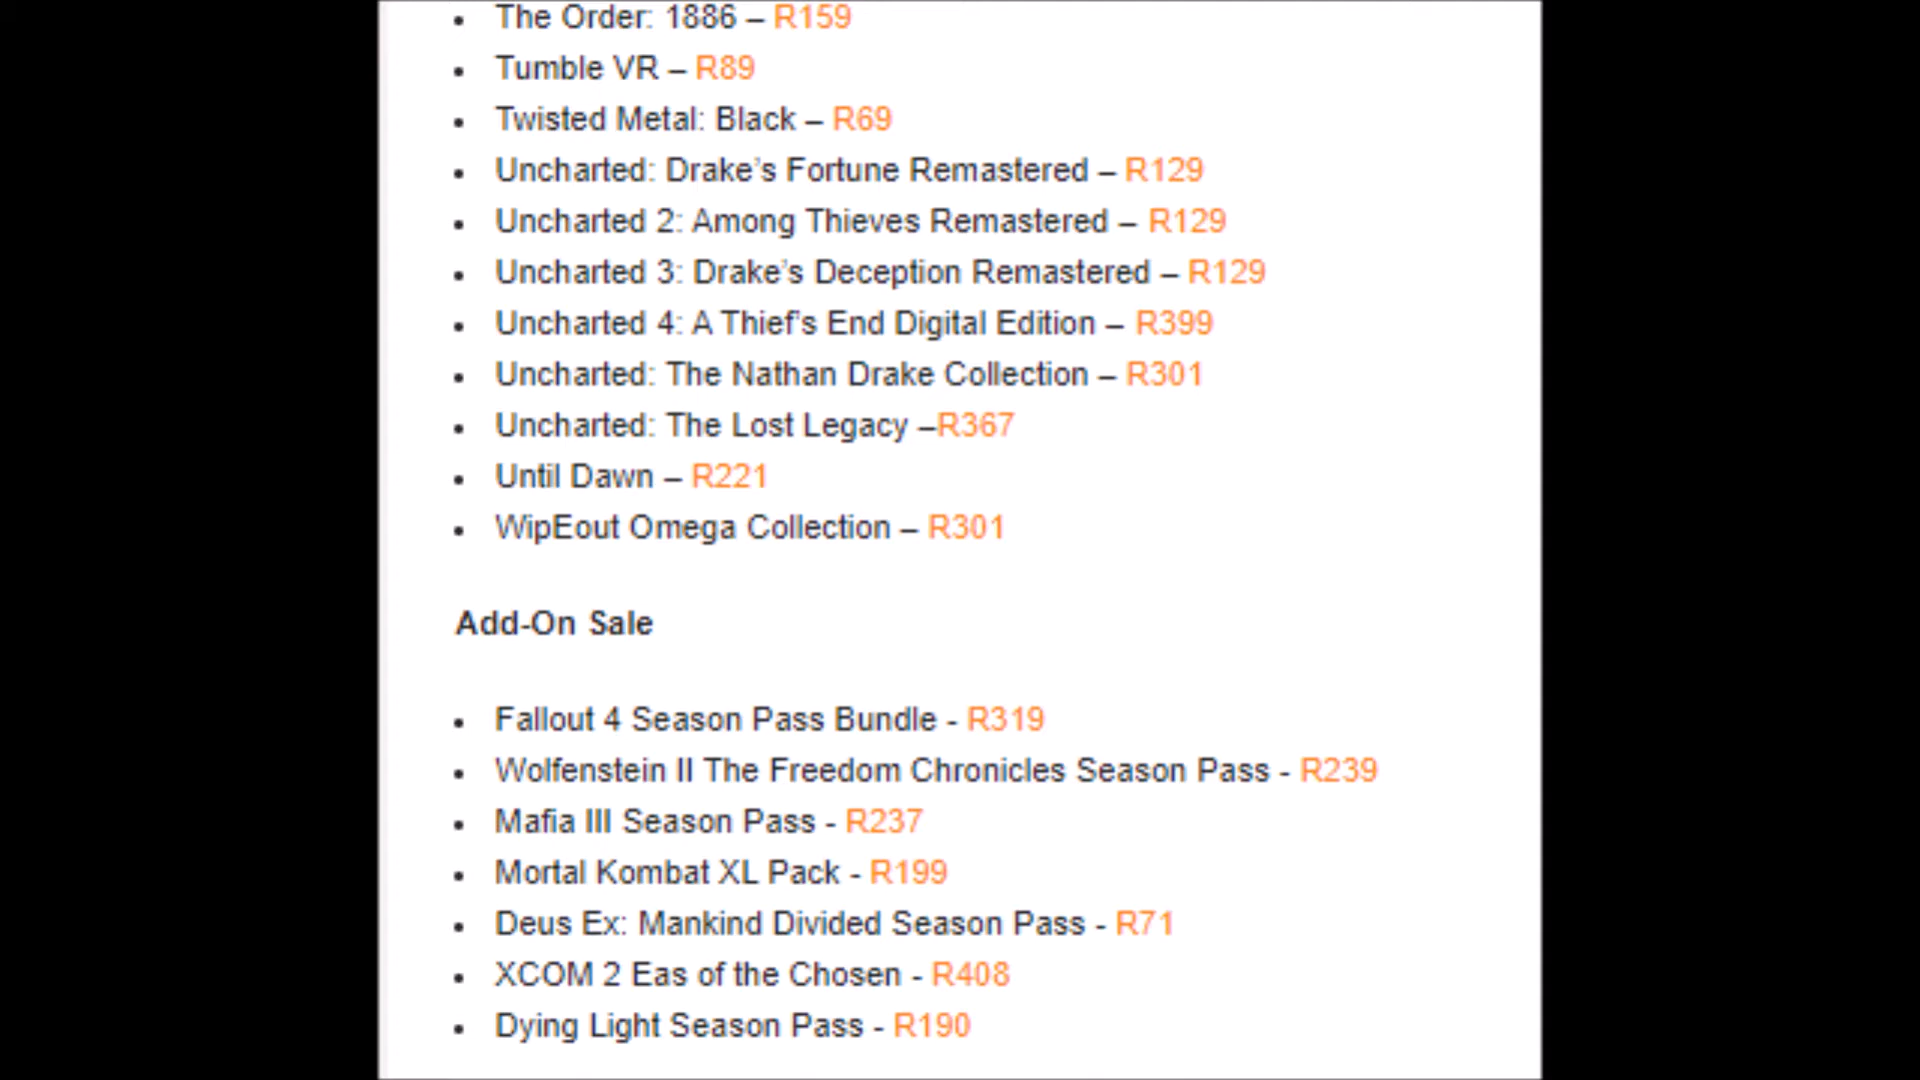 The Order: 1886 – R159
Tumble VR – R89
Twisted Metal: Black – R69
Uncharted: Drake’s Fortune Remastered – R129
Uncharted 2: Among Thieves Remastered – R129
Uncharted 3: Drake’s Deception Remastered – R129
Uncharted 4: A Thief’s End Digital Edition – R399
Uncharted: The Nathan Drake Collection – R301
Uncharted: The Lost Legacy –R367
Until Dawn – R221
WipEout Omega Collection – R301
Add-On Sale
Fallout 4 Season Pass Bundle - R319
Wolfenstein II The Freedom Chronicles Season Pass - R239
Mafia III Season Pass - R237
Mortal Kombat XL Pack - R199
Deus Ex: Mankind Divided Season Pass - R71
XCOM 2 Eas of the Chosen - R408
Dying Light Season Pass - R190